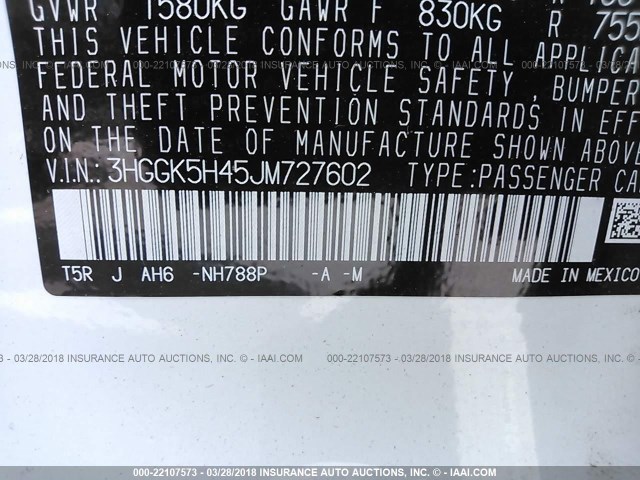 GVWR 1580KG GAWR F 830KG R
THIS VEHICLE CONFORMS TO ALL
FEDERAL MOTOR VEHICLE SAFETY, BUMPER
AND THEFT PREVENTION STANDARDS IN
ON THE DATE OF MANUFACTURE SHOWN
V.I.N.: 3HGGK5H45JM727602 TYPE:PASSENGER
T5R J AH6 -NH788P -A -M MADE IN MEXICO
000-22107573 - 03/28/2018 INSURANCE AUTO AUCTIONS, INC. - © IAAI.COM
000-22107573 - 03/28/2018 INSURANCE AUTO AUCTIONS, INC. - © IAAI.COM